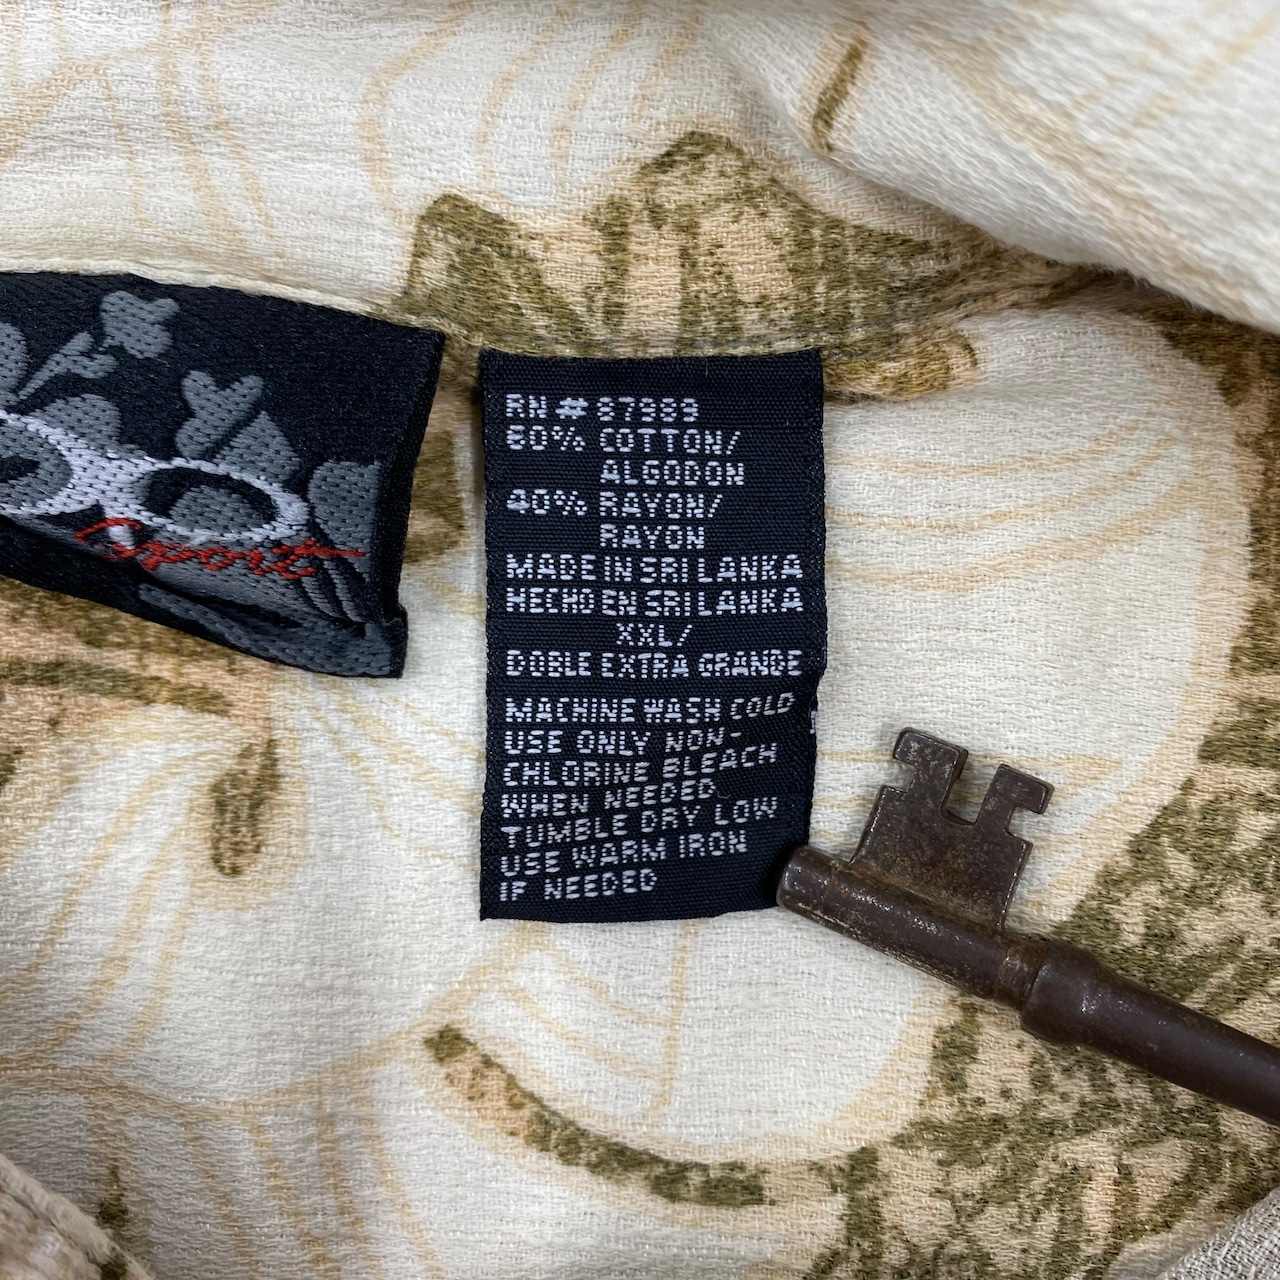 Sport
RN # 87989
60% COTTON/
ALGODON
40% RAYON/
RAYON
MADE IN SRI LANKA
HECHO EN SRI LANKA
XXL/
DOBLE EXTRA GRANDE
MACHINE WASH COLD
USE ONLY NON-
CHLORINE BLEACH
WHEN NEEDED
TUMBLE DRY LOW
USE WARM IRON
IF NEEDED